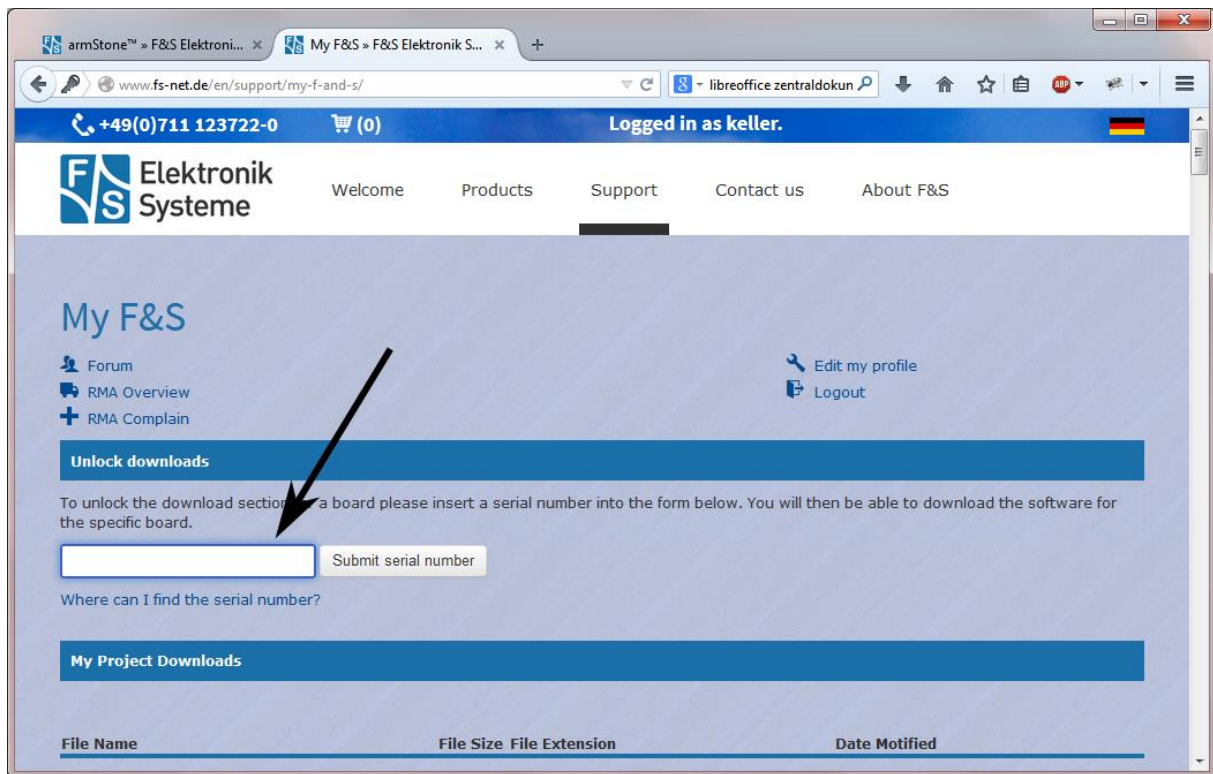 armStone™ » F&S Elektroni... × My F&S » F&S Elektronik S... × +
www.fs-net.de/en/support/my-f-and-s/ 8 libreoffice zentraldokun ABP
+49(0)711 123722-0 (0) Logged in as keller.
F Elektronik
S Systeme
Welcome Products Support Contact us About F&S
My F&S
Forum Edit my profile
RMA Overview Logout
RMA Complain
Unlock downloads
To unlock the download section a board please insert a serial number into the form below. You will then be able to download the software for
the specific board.
Submit serial number
Where can I find the serial number?
My Project Downloads
File Name File Size File Extension Date Motified